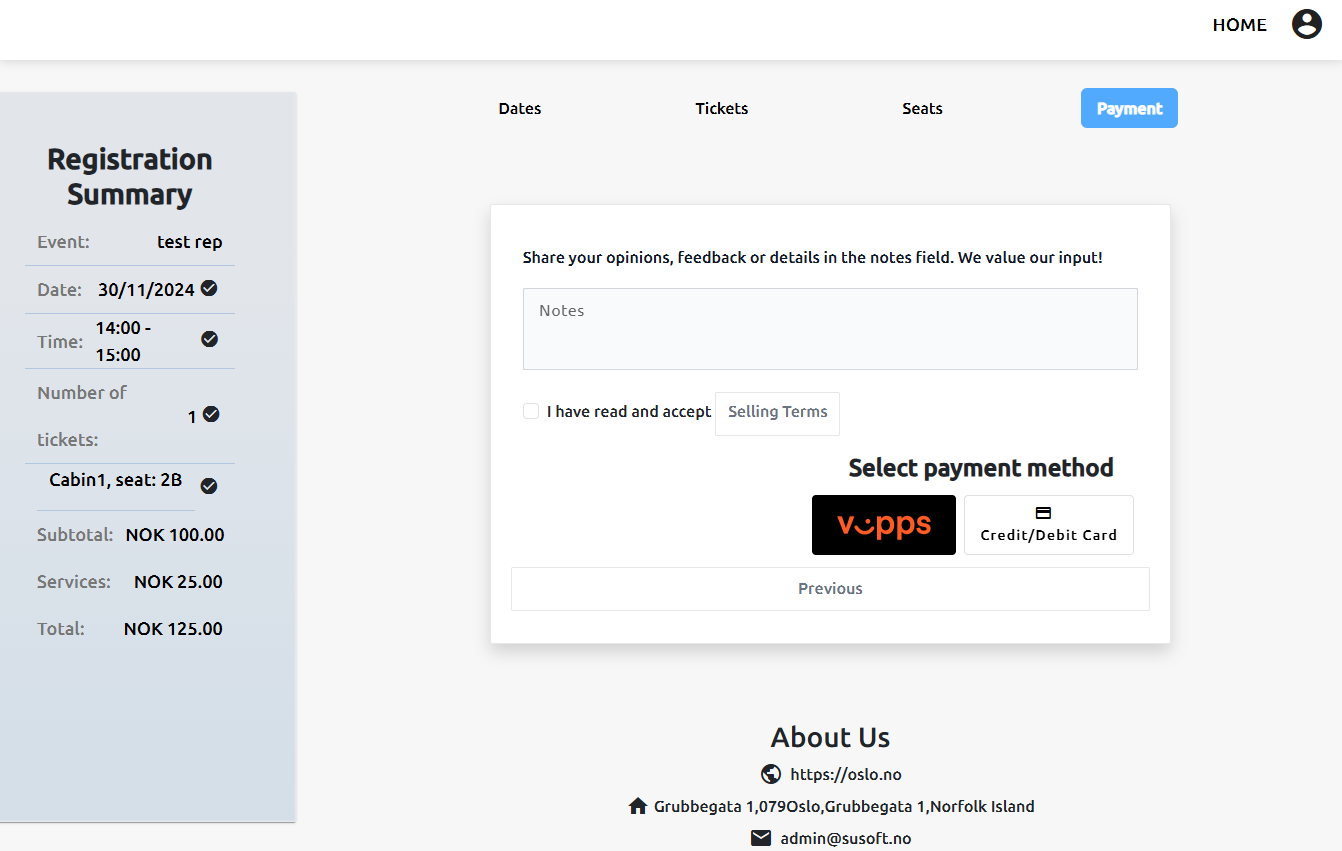 HOME
Dates
Tickets
Seats
Payment
Registration
Summary
Event: test rep
Date: 30/11/2024
Time: 14:00 -
15:00
Number of
tickets: 1
Cabin1, seat: 2B
Subtotal: NOK 100.00
Services: NOK 25.00
Total: NOK 125.00
Share your opinions, feedback or details in the notes field. We value our input!
Notes
I have read and accept Selling Terms
Select payment method
vipps
Credit/Debit Card
Previous
About Us
https://oslo.no
Grubbegata 1,079Oslo,Grubbegata 1,Norfolk Island
admin@susoft.no